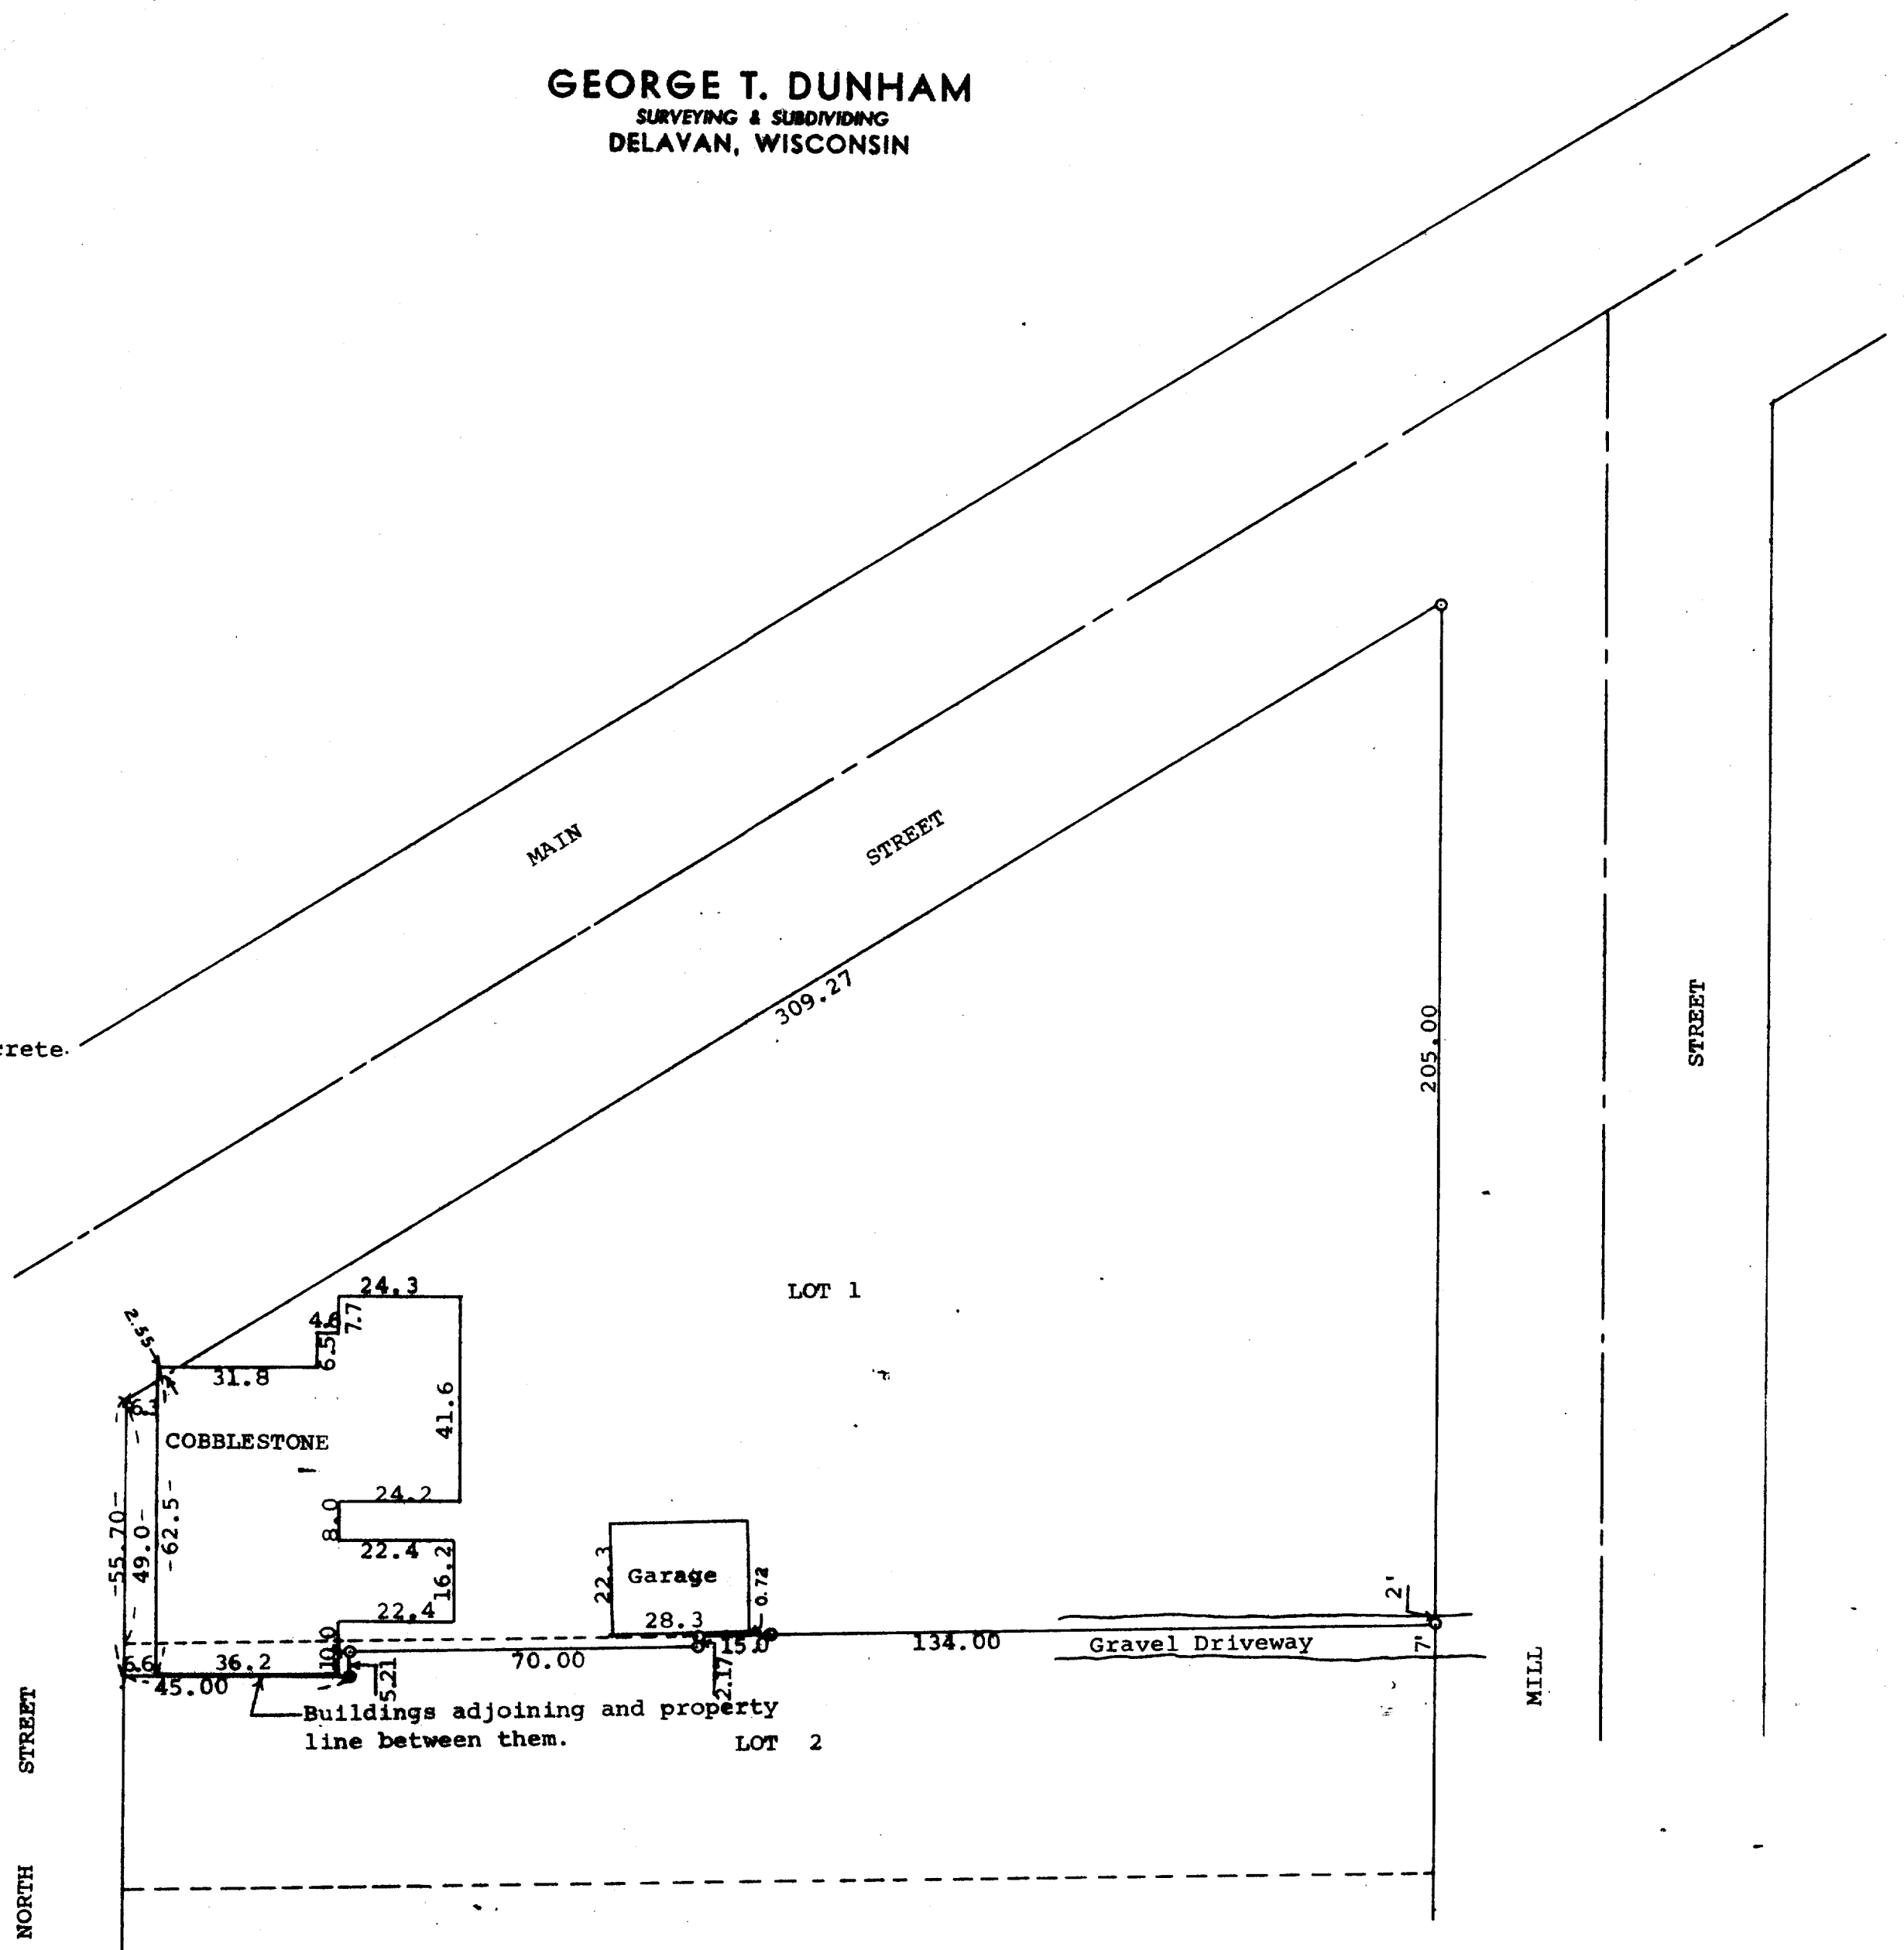 GEORGE T. DUNHAM
SURVEYING & SUBDIVIDING
DELAVAN, WISCONSIN
MAIN STREET
309.27
205.00
STREET
crete
LOT 1
24.3
7.7
6.5
2.55
31.8
41.6
6.3
COBBLESTONE
24.2
8.0
22.4
16.2
22.4
10.0
-55.70-
49.0-
-62.5-
22.3
Garage
0.72
28.3
15.0
134.00
Gravel Driveway
2'
7'
6.6
36.2
45.00
5.21
70.00
2.17
Buildings adjoining and property
line between them.
LOT 2
MILL
NORTH STREET